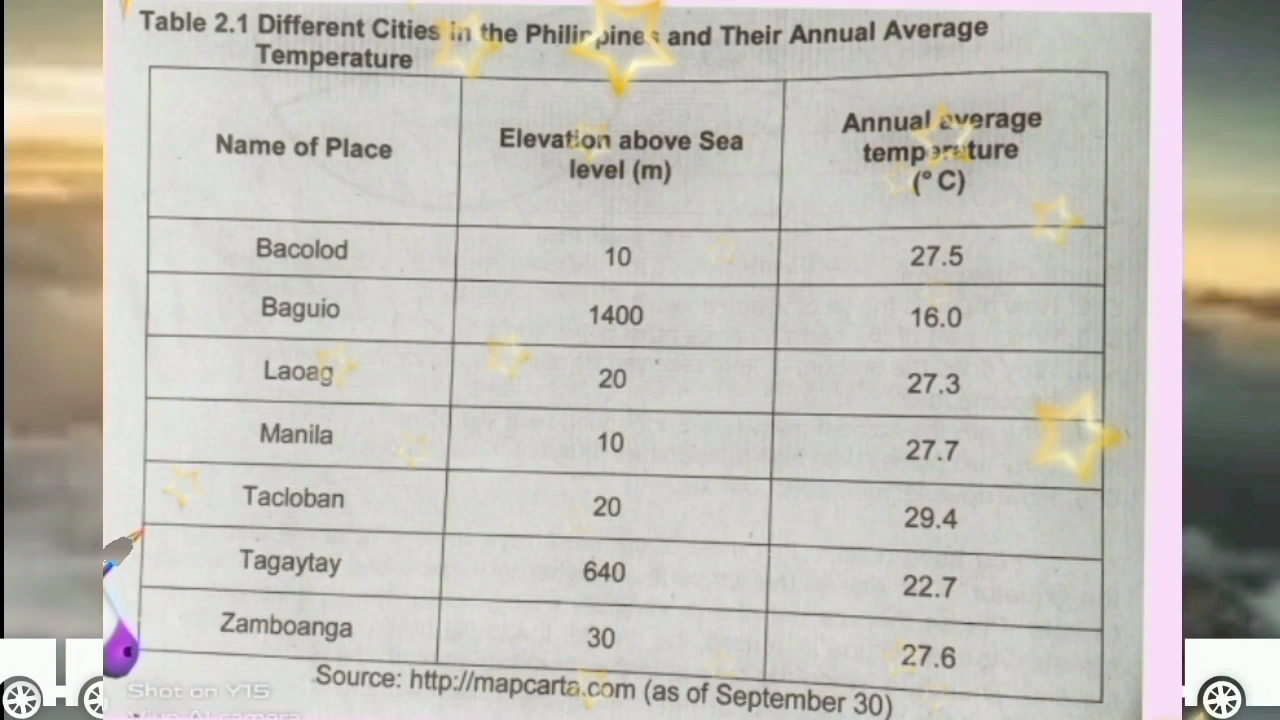 Table 2.1 Different Cities in the Philippines and Their Annual Average
Temperature
Name of Place
Elevation above Sea
level (m)
Annual average
temperature
(° C)
Bacolod 10 27.5
Baguio 1400 16.0
Laoag 20 27.3
Manila 10 27.7
Tacloban 20 29.4
Tagaytay 640 22.7
Zamboanga 30 27.6
Source: http://mapcarta.com (as of September 30)
Shot on Y15
Vivo AI camera